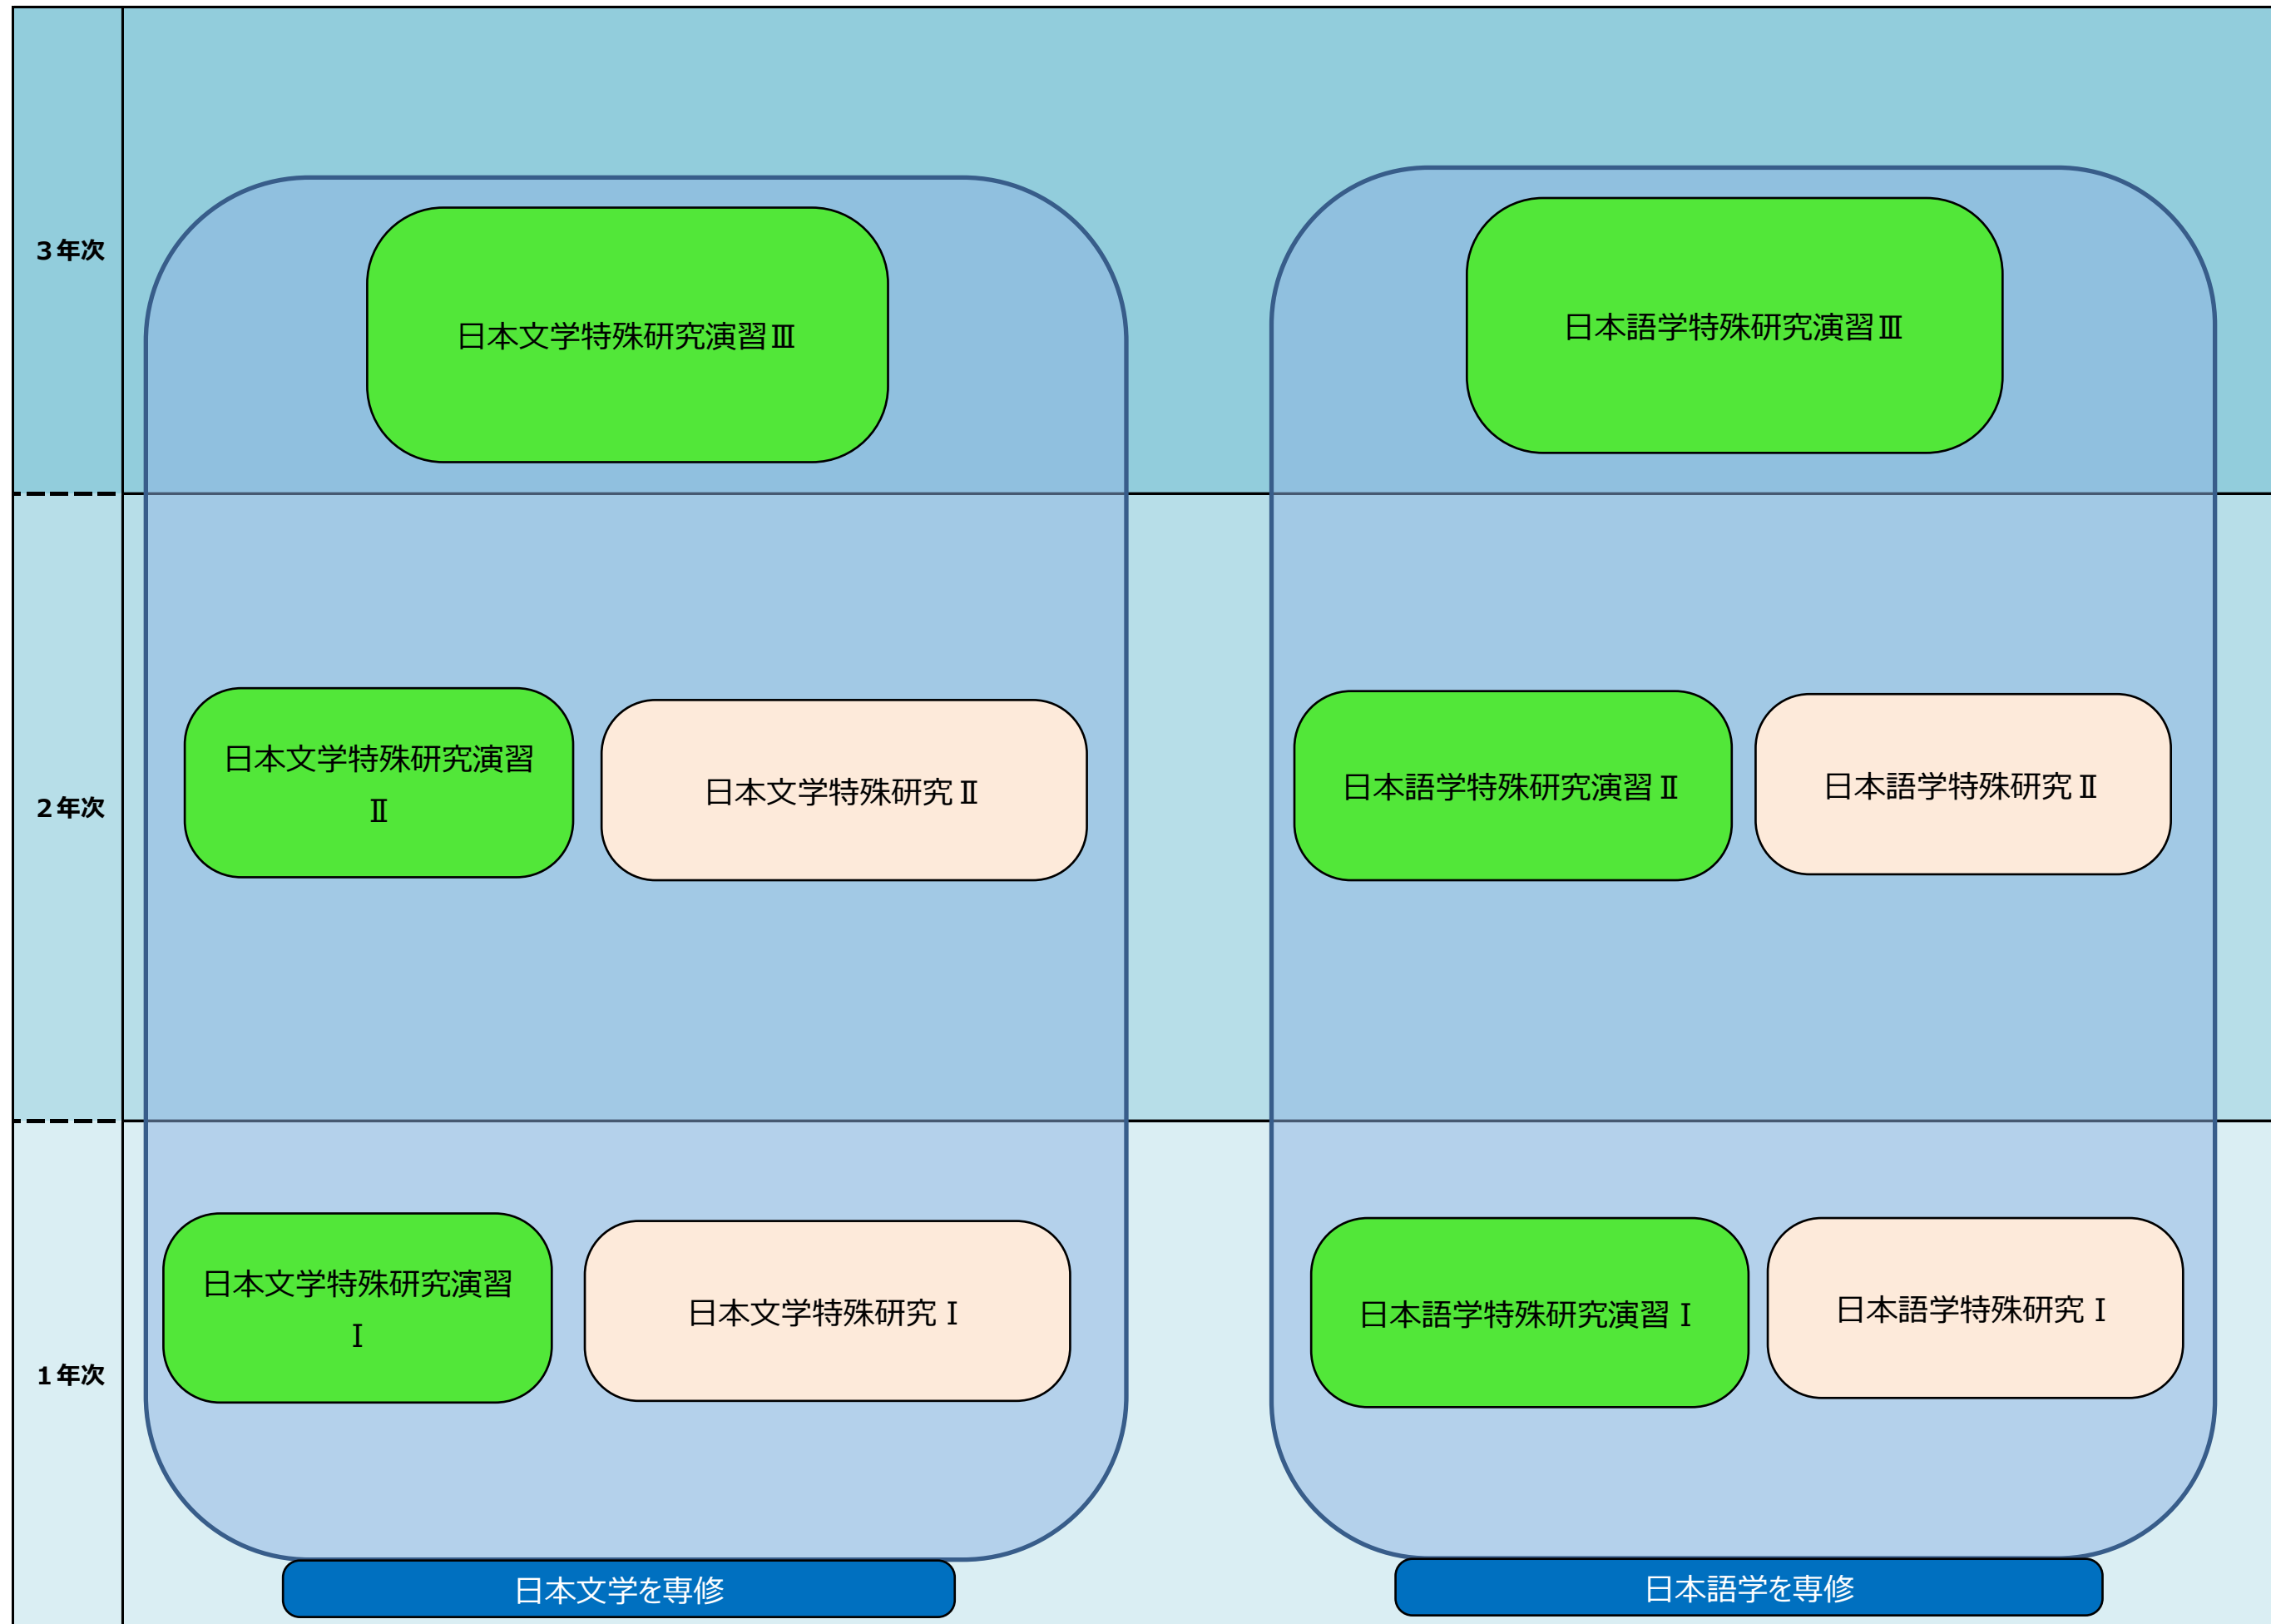 ３年次
日本文学特殊研究演習Ⅲ
日本語学特殊研究演習Ⅲ
２年次
日本文学特殊研究演習
Ⅱ
日本文学特殊研究Ⅱ
日本語学特殊研究演習Ⅱ
日本語学特殊研究Ⅱ
１年次
日本文学特殊研究演習
Ⅰ
日本文学特殊研究Ⅰ
日本語学特殊研究演習Ⅰ
日本語学特殊研究Ⅰ
日本文学を専修
日本語学を専修